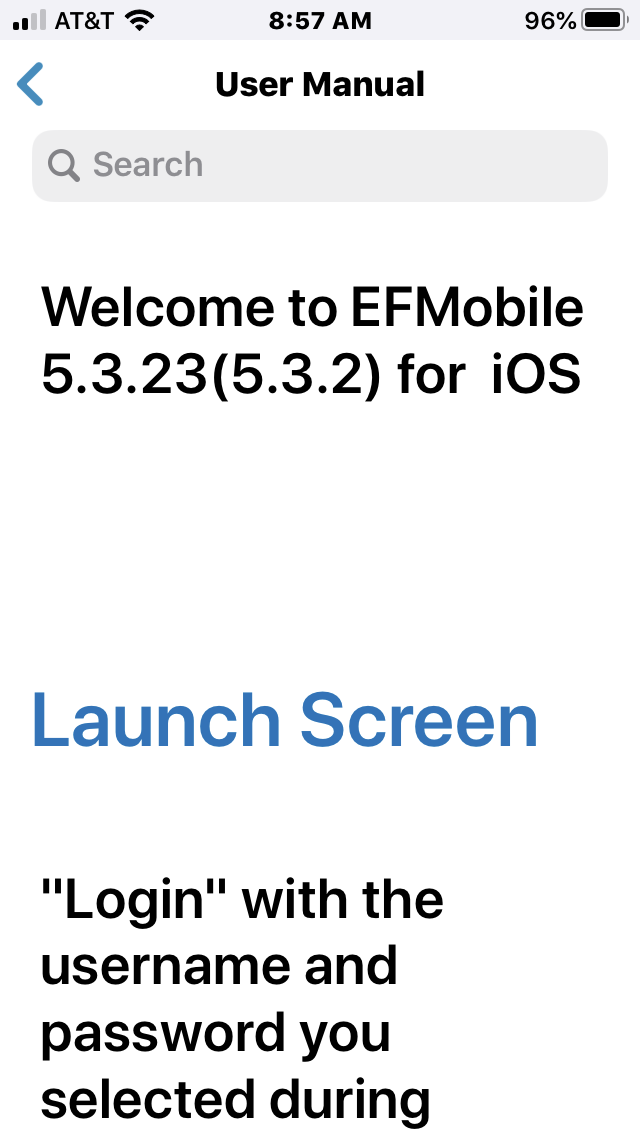 AT&T 8:57 AM 96%
User Manual
Search
Welcome to EFMobile
5.3.23(5.3.2) for  iOS
Launch Screen
"Login" with the
username and
password you
selected during